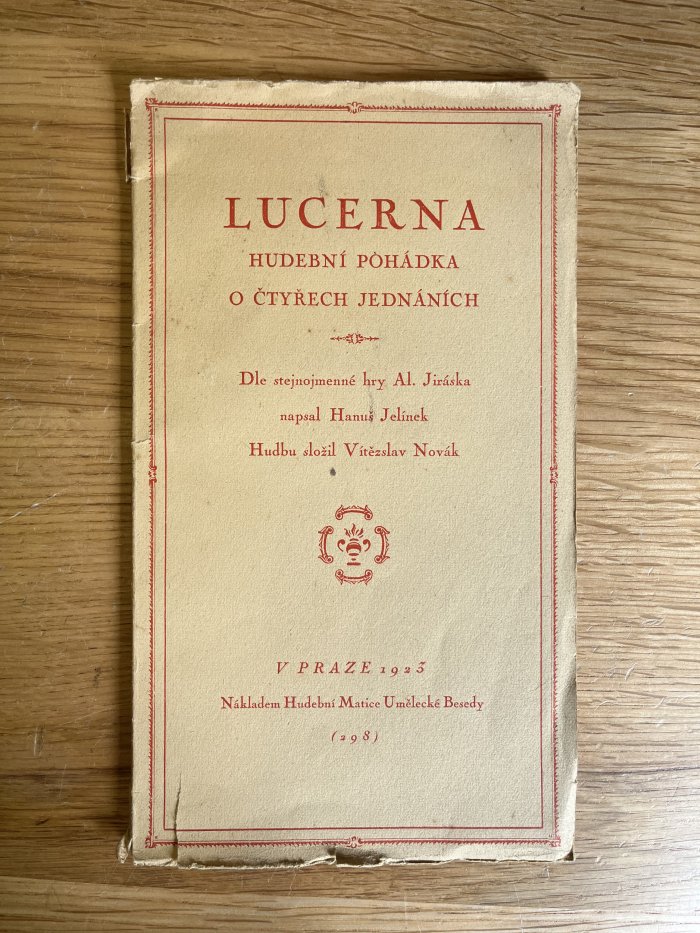 LUCERNA
HUDEBNÍ POHÁDKA
O ČTYŘECH JEDNÁNÍCH
Dle stejnojmenné hry Al. Jiráska
napsal Hanuš Jelínek
Hudbu složil Vítězslav Novák
V PRAZE 1923
Nákladem Hudební Matice Umělecké Besedy
(298)